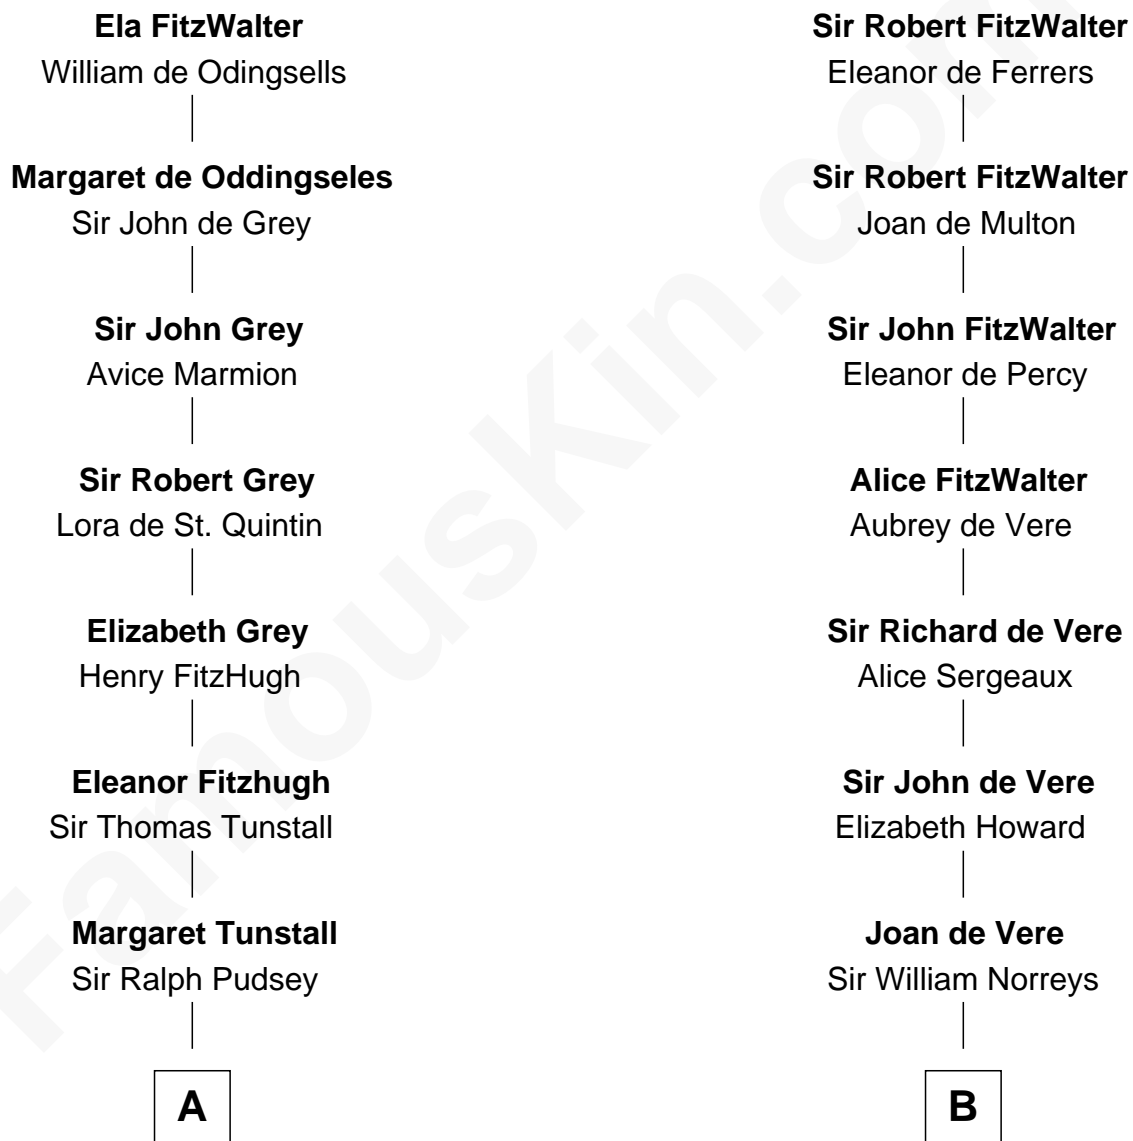 Ela FitzWalter
William de Odingsells
Margaret de Oddingseles
Sir John de Grey
Sir John Grey
Avice Marmion
Sir Robert Grey
Lora de St. Quintin
Elizabeth Grey
Henry FitzHugh
Eleanor Fitzhugh
Sir Thomas Tunstall
Margaret Tunstall
Sir Ralph Pudsey
A
Sir Robert FitzWalter
Eleanor de Ferrers
Sir Robert FitzWalter
Joan de Multon
Sir John FitzWalter
Eleanor de Percy
Alice FitzWalter
Aubrey de Vere
Sir Richard de Vere
Alice Sergeaux
Sir John de Vere
Elizabeth Howard
Joan de Vere
Sir William Norreys
B
FamousKin.com